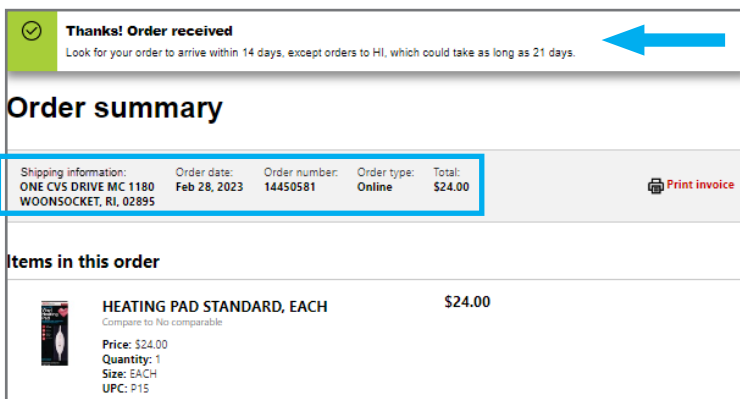 Thanks! Order received
Look for your order to arrive within 14 days, except orders to HI, which could take as long as 21 days.
Order summary
Shipping information: Order date: Order number: Order type: Total:
ONE CVS DRIVE MC 1180 Feb 28, 2023 14450581 Online $24.00
WOONSOCKET, RI, 02895
Print invoice
Items in this order
HEATING PAD STANDARD, EACH $24.00
Compare to No comparable
Price: $24.00
Quantity: 1
Size: EACH
UPC: P15